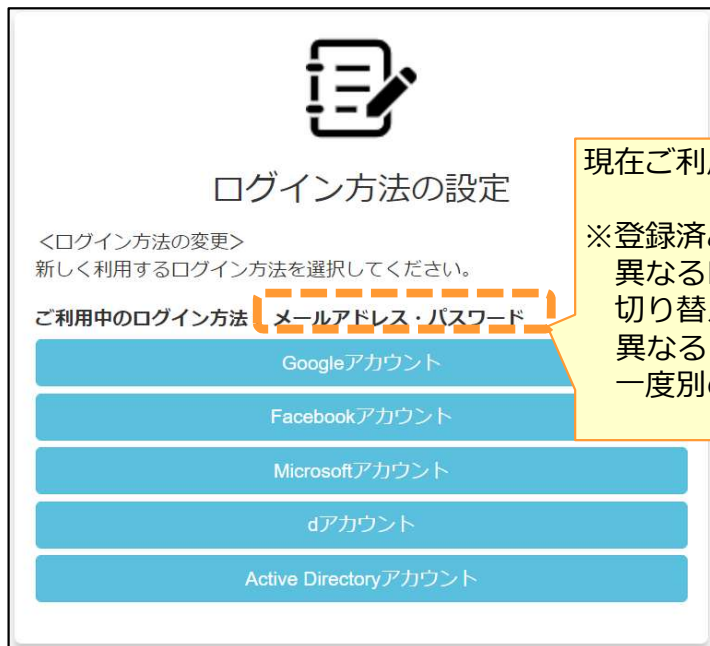 ログイン方法の設定
<ログイン方法の変更>
新しく利用するログイン方法を選択してください。
ご利用中のログイン方法 メールアドレス・パスワード
Googleアカウント
Facebookアカウント
Microsoftアカウント
dアカウント
Active Directoryアカウント
現在ご利
※登録済
異なる
切り替
異なる
一度別